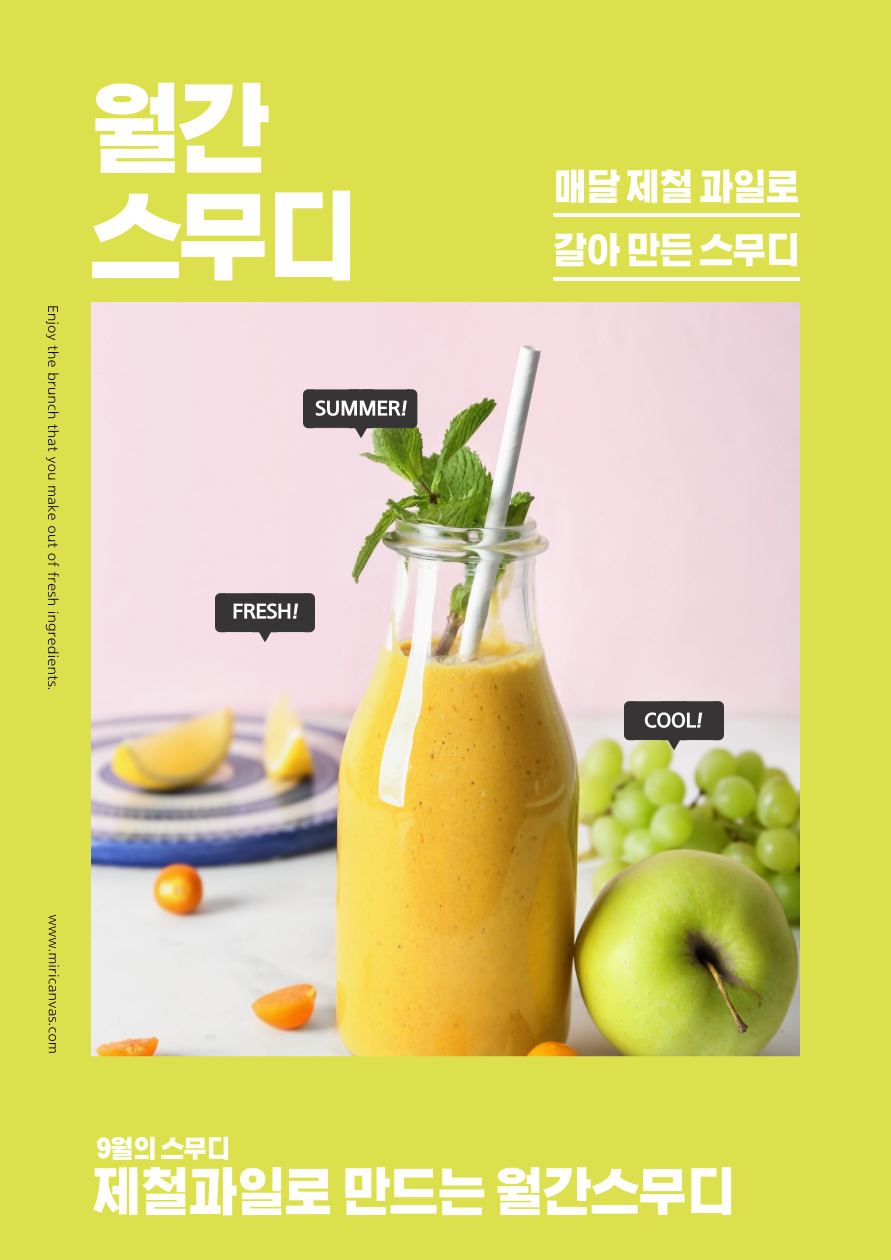 월간
스무디
매달 제철 과일로
갈아 만든 스무디
Enjoy the brunch that you make out of fresh ingredients.
SUMMER!
FRESH!
COOL!
www.miricanvas.com
9월의 스무디
제철과일로 만드는 월간스무디